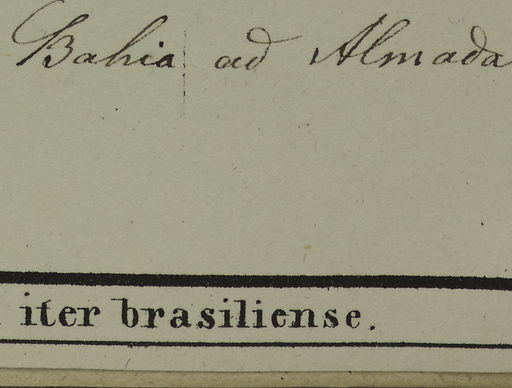 Bahia ad Almada
iter brasiliense.